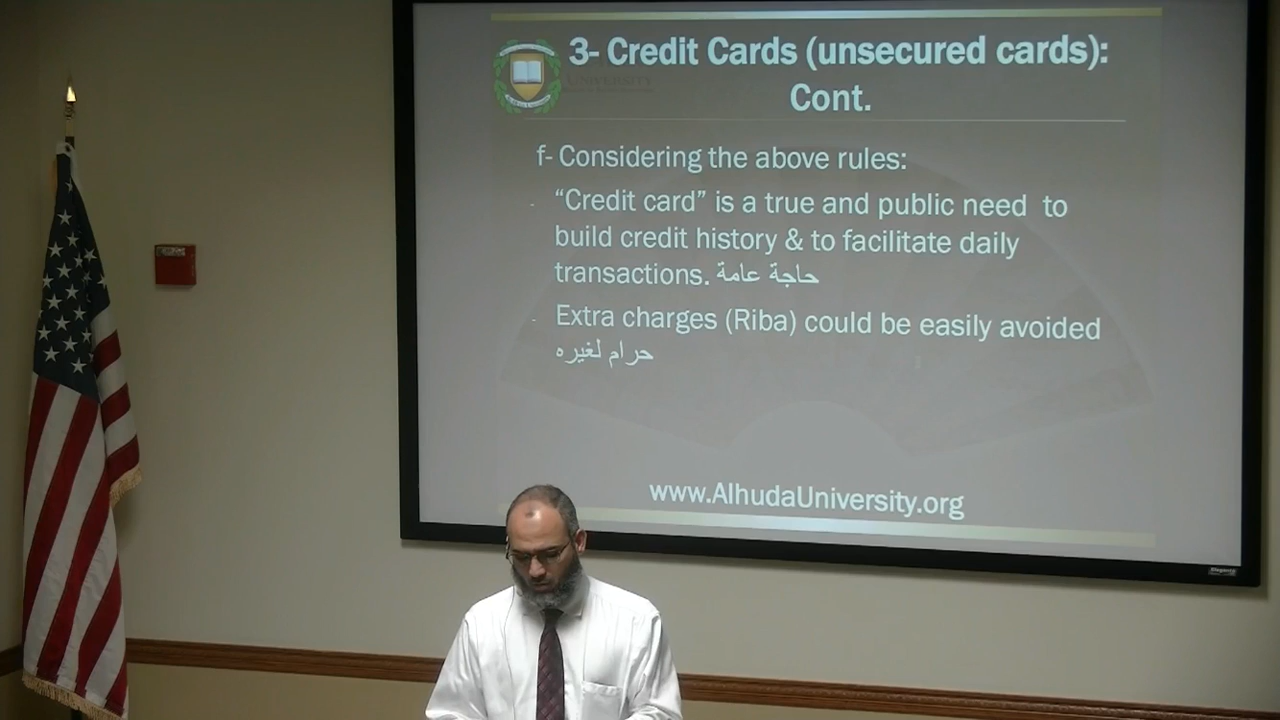 3- Credit Cards (unsecured cards):
Cont.
f- Considering the above rules:
- “Credit card” is a true and public need to
build credit history & to facilitate daily
transactions. حاجة عامة
- Extra charges (Riba) could be easily avoided
حرام لغيره
www.AlhudaUniversity.org